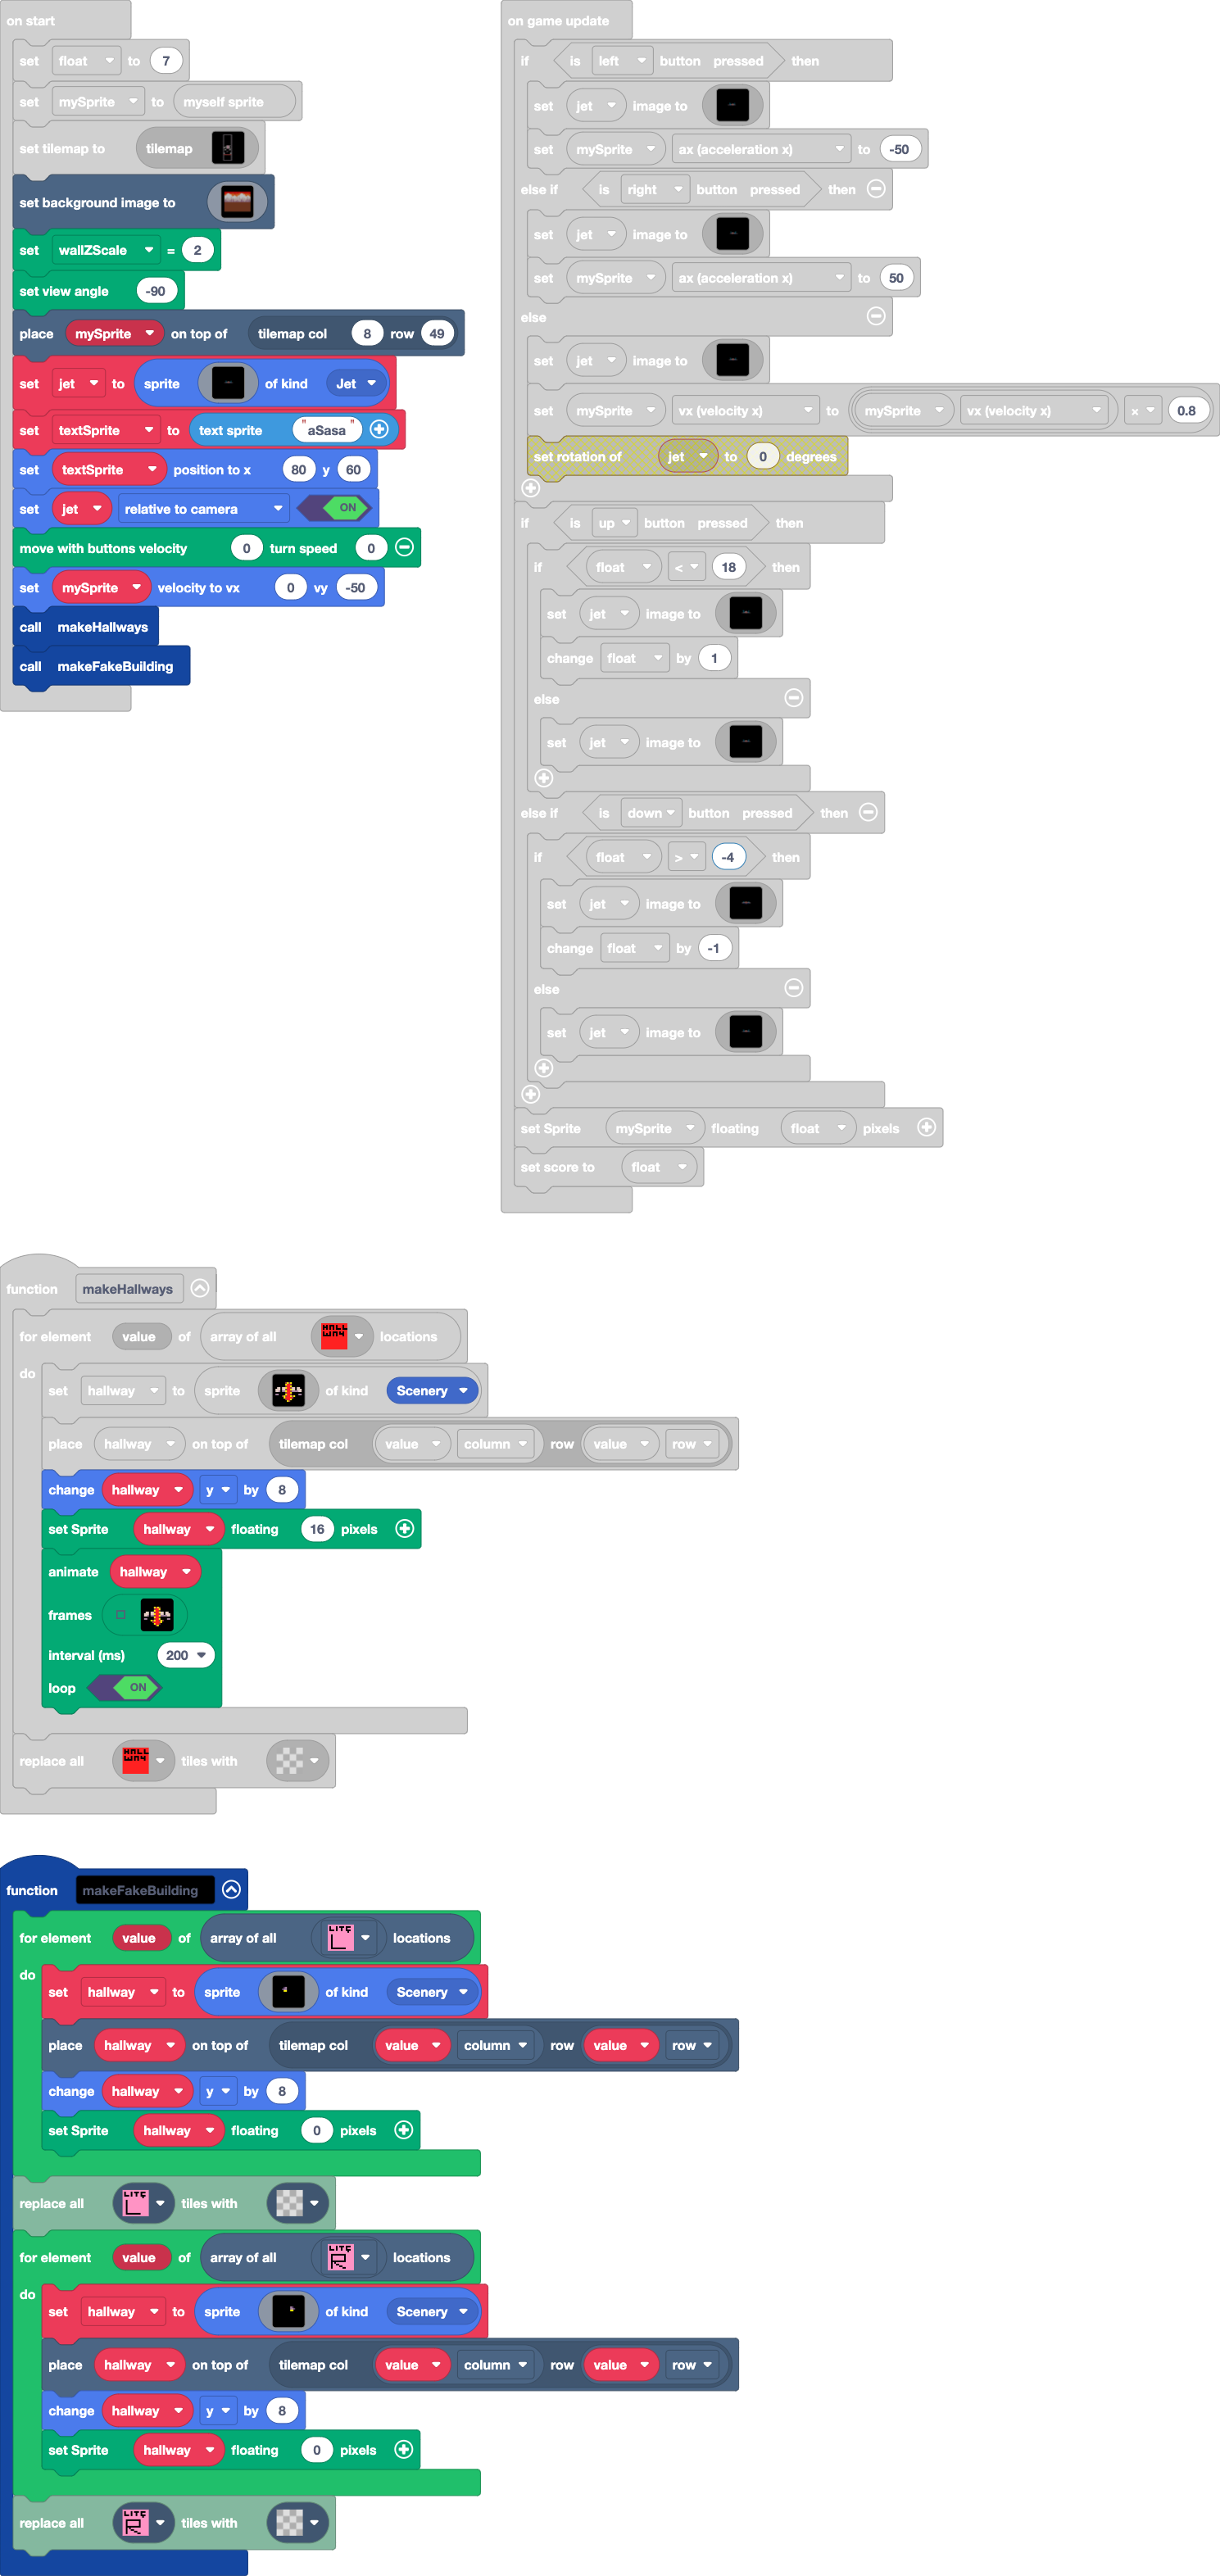 on start
set float to 7
set mySprite to myself sprite
set tilemap to tilemap
set background image to
set wallZScale = 2
set view angle -90
place mySprite on top of tilemap col 8 row 49
set jet to sprite of kind Jet
set textSprite to text sprite "aSasa"
set textSprite position to x 80 y 60
set jet relative to camera ON
move with buttons velocity 0 turn speed 0
set mySprite velocity to vx 0 vy -50
call makeHallways
call makeFakeBuilding
on game update
if is left button pressed then
set jet image to
set mySprite ax (acceleration x) to -50
else if is right button pressed then
set jet image to
set mySprite ax (acceleration x) to 50
else
set jet image to
set mySprite vx (velocity x) to mySprite vx (velocity x) × 0.8
set rotation of jet to 0 degrees
if is up button pressed then
if float < 18 then
set jet image to
change float by 1
else
set jet image to
else if is down button pressed then
if float > -4 then
set jet image to
change float by -1
else
set jet image to
set Sprite mySprite floating float pixels
set score to float
function makeHallways
for element value of array of all HALL WAY locations
do
set hallway to sprite of kind Scenery
place hallway on top of tilemap col value column row value row
change hallway y by 8
set Sprite hallway floating 16 pixels
animate hallway
frames
interval (ms) 200
loop ON
replace all HALL WAY tiles with
function makeFakeBuilding
for element value of array of all L locations
do
set hallway to sprite of kind Scenery
place hallway on top of tilemap col value column row value row
change hallway y by 8
set Sprite hallway floating 0 pixels
replace all L tiles with
for element value of array of all R locations
do
set hallway to sprite of kind Scenery
place hallway on top of tilemap col value column row value row
change hallway y by 8
set Sprite hallway floating 0 pixels
replace all R tiles with